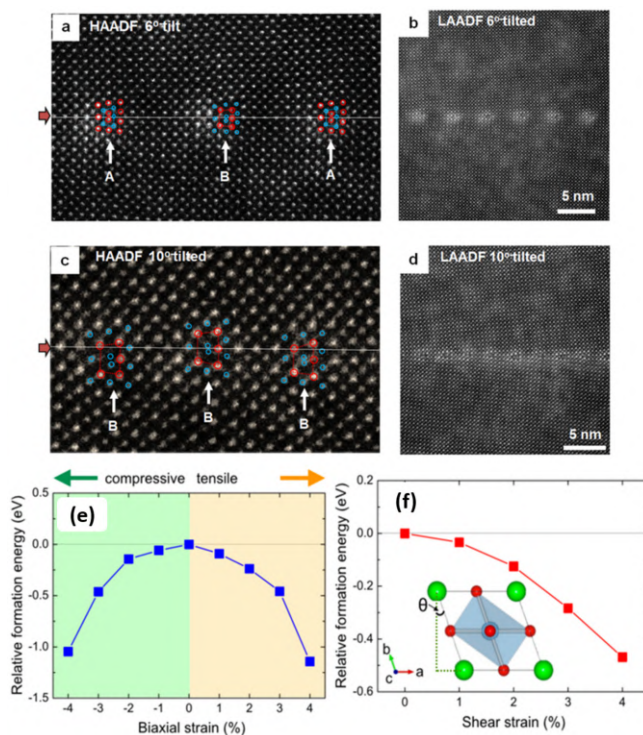 a HAADF 6° tilt
A
B
A
b LAADF 6° tilted
5 nm
c HAADF 10° tilted
B
B
B
d LAADF 10° tilted
5 nm
compressive tensile
(e)
Relative formation energy (eV)
0.5
0.0
-0.5
-1.0
-1.5
-4 -3 -2 -1 0 1 2 3 4
Biaxial strain (%)
(f)
Relative formation energy (eV)
0.2
0.0
-0.2
-0.4
-0.6
θ
b
c
a
0 1 2 3 4
Shear strain (%)